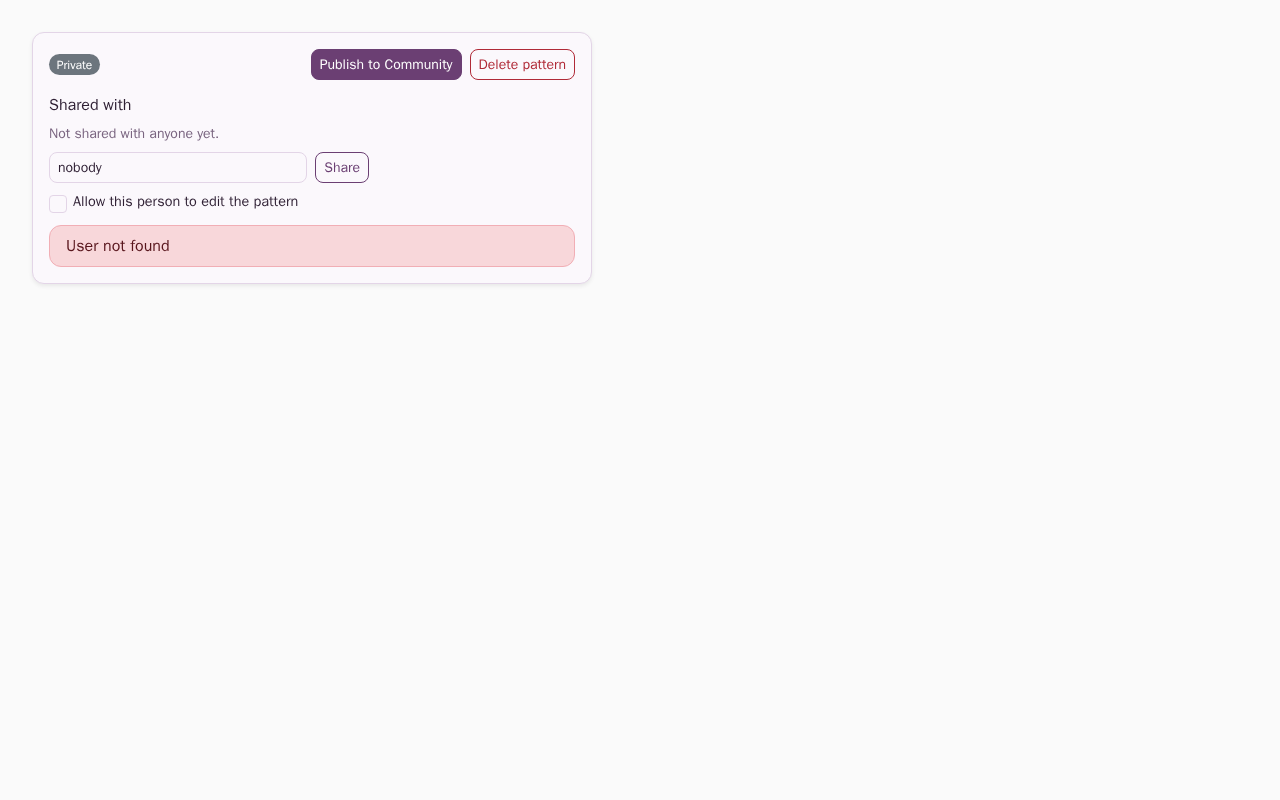 Private
Publish to Community
Delete pattern
Shared with
Not shared with anyone yet.
nobody
Share
Allow this person to edit the pattern
User not found